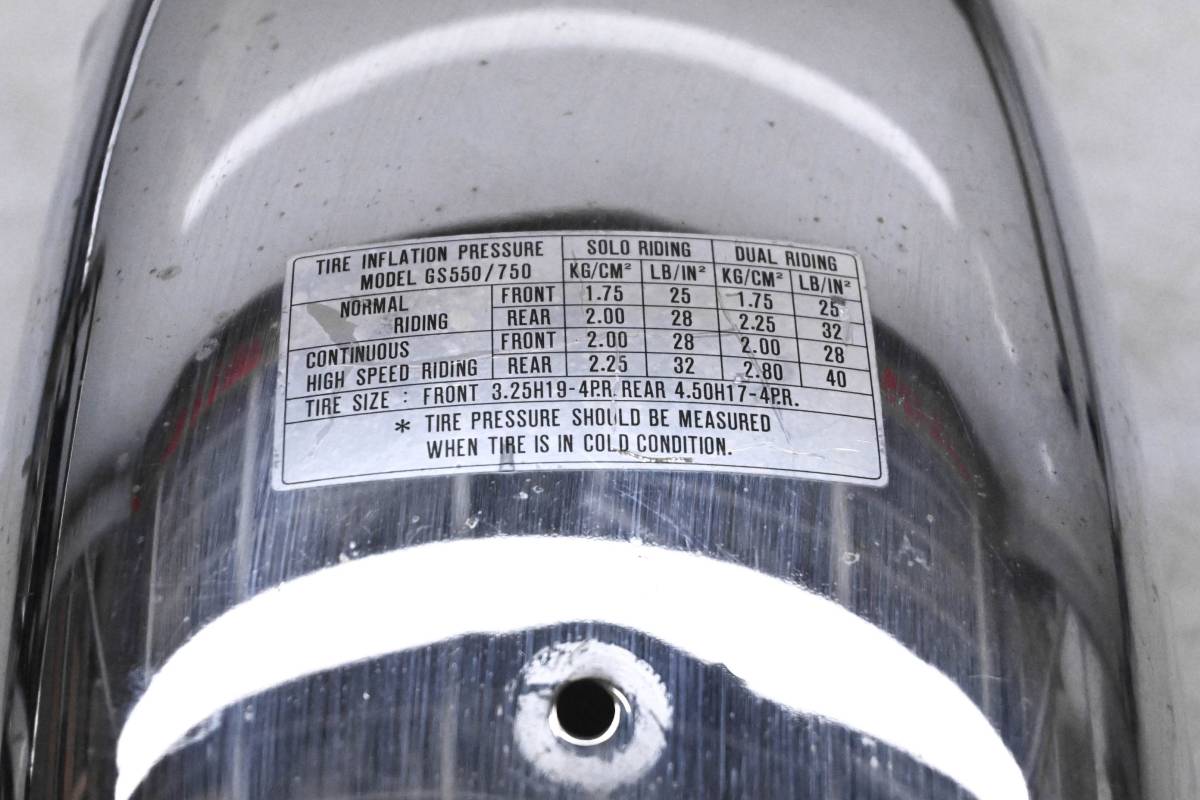 TIRE INFLATION PRESSURE SOLO RIDING DUAL RIDING
MODEL GS550/750 KG/CM² LB/IN² KG/CM² LB/IN²
NORMAL FRONT 1.75 25 1.75 25
RIDING REAR 2.00 28 2.25 32
CONTINUOUS FRONT 2.00 28 2.00 28
HIGH SPEED RIDING REAR 2.25 32 2.80 40
TIRE SIZE : FRONT 3.25H19-4P.R. REAR 4.50H17-4P.R.
* TIRE PRESSURE SHOULD BE MEASURED
WHEN TIRE IS IN COLD CONDITION.